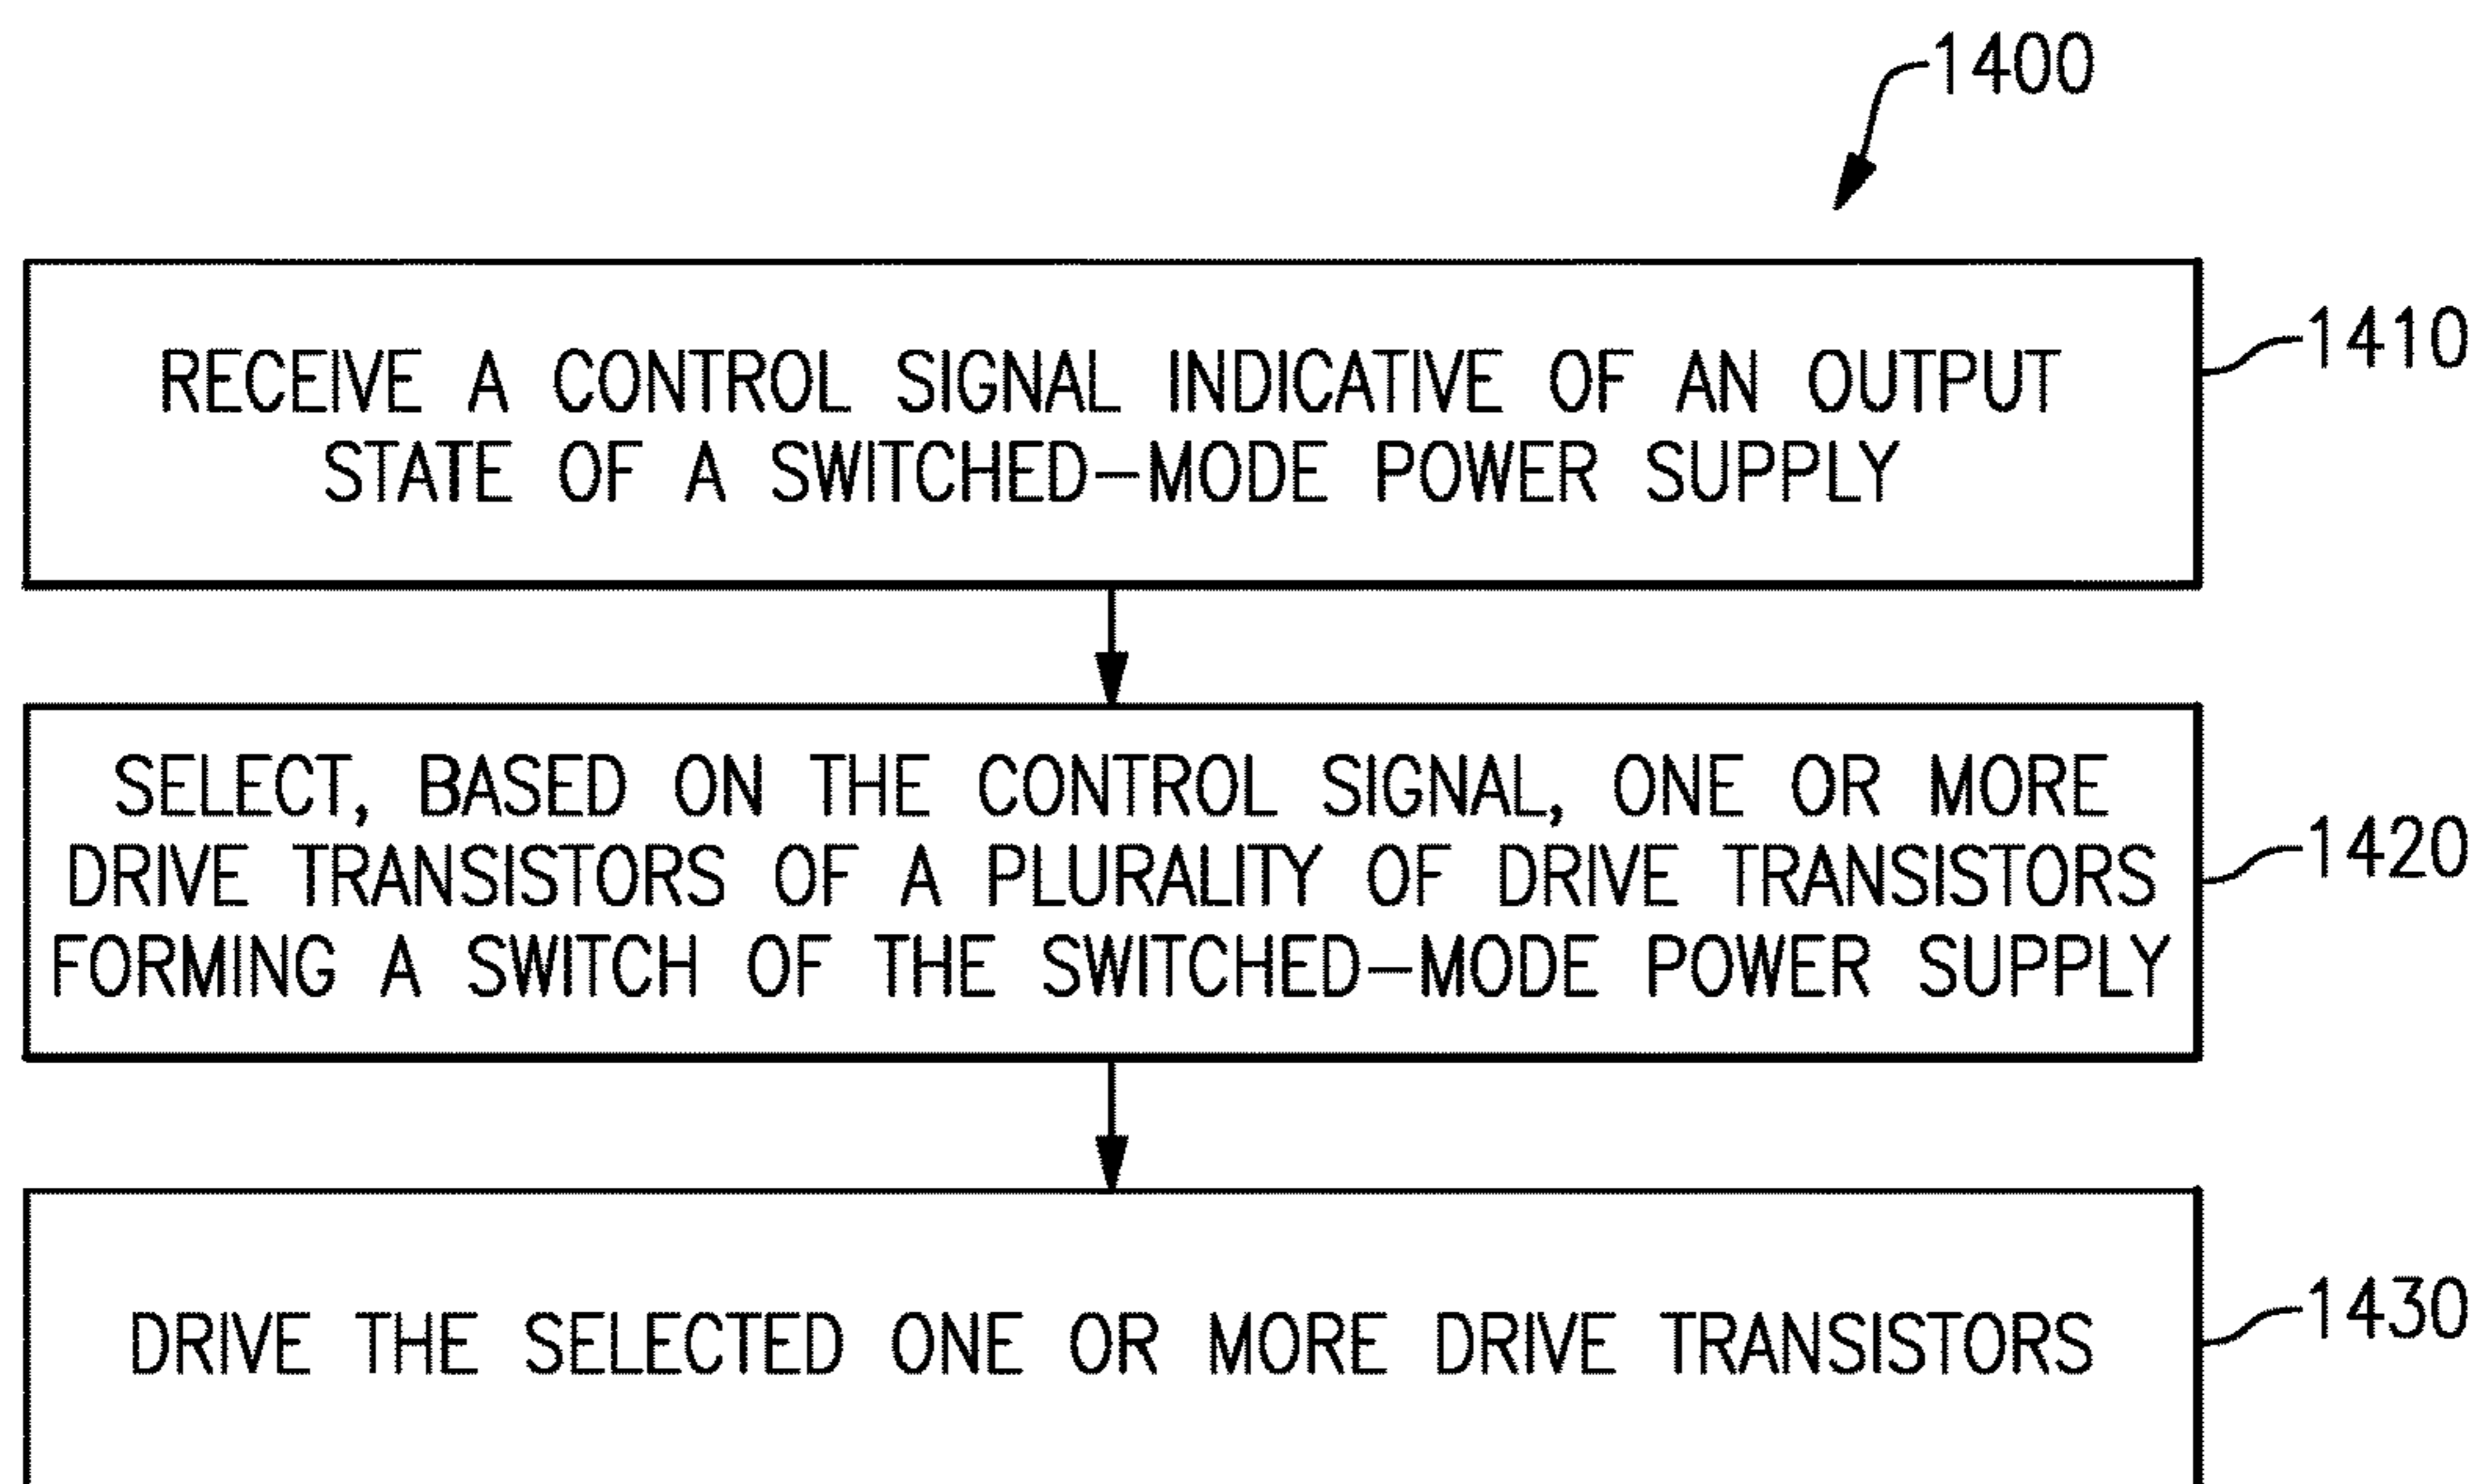 1400
RECEIVE A CONTROL SIGNAL INDICATIVE OF AN OUTPUT
STATE OF A SWITCHED-MODE POWER SUPPLY
1410
SELECT, BASED ON THE CONTROL SIGNAL, ONE OR MORE
DRIVE TRANSISTORS OF A PLURALITY OF DRIVE TRANSISTORS
FORMING A SWITCH OF THE SWITCHED-MODE POWER SUPPLY
1420
DRIVE THE SELECTED ONE OR MORE DRIVE TRANSISTORS
1430